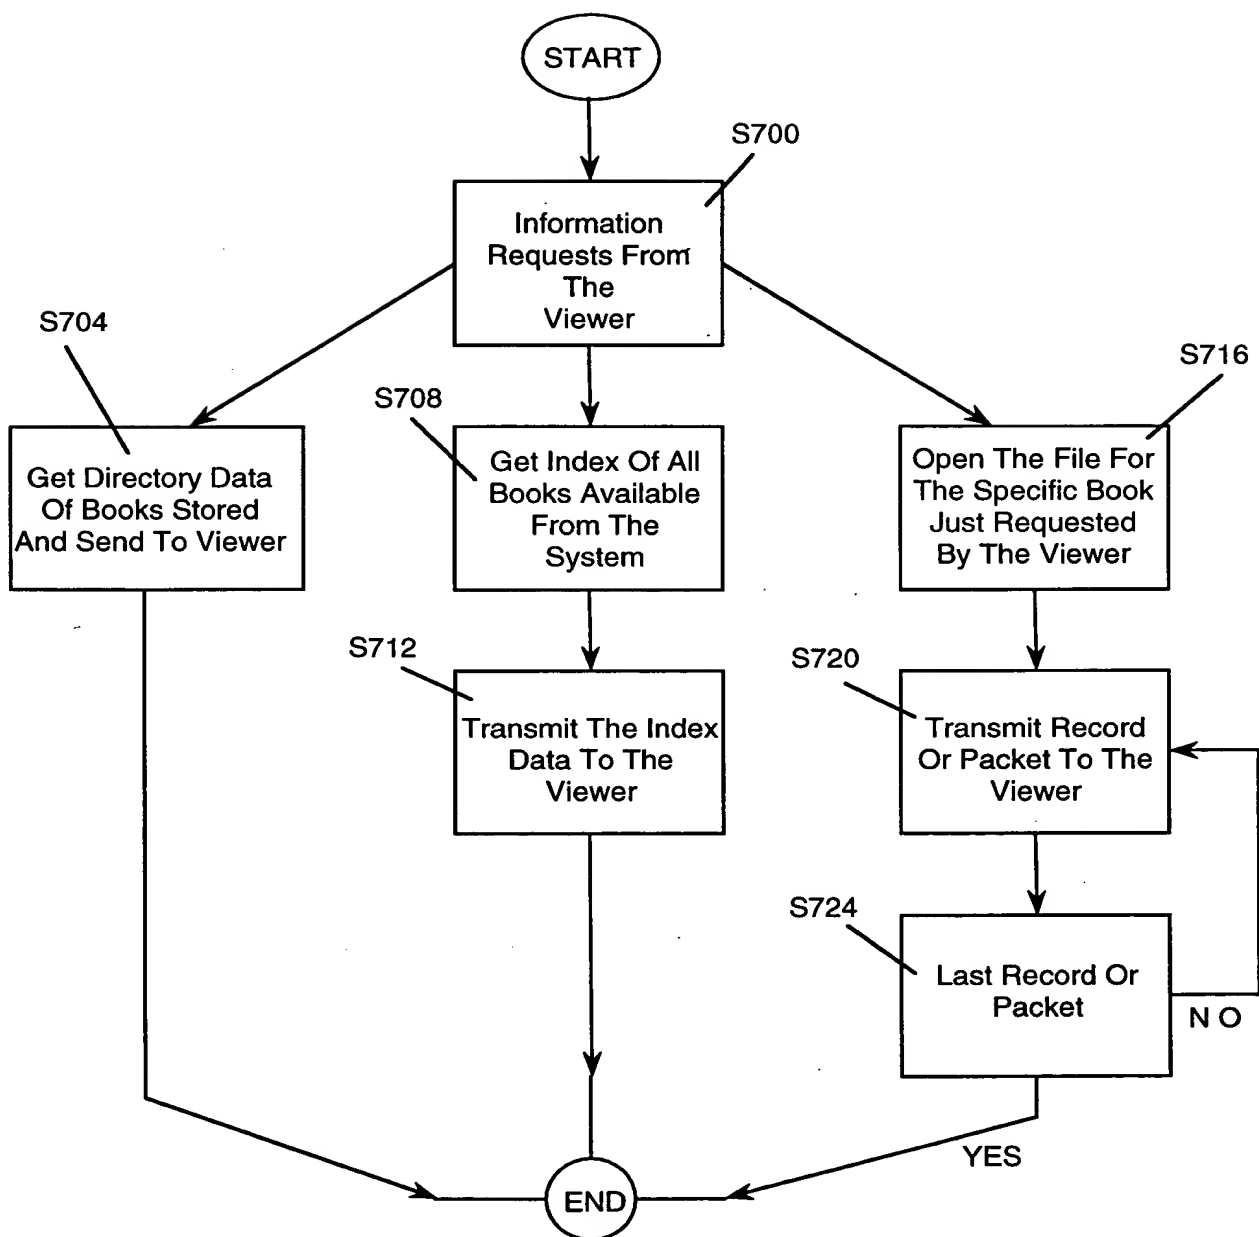 START
S700
Information
Requests From
The
Viewer
S704
Get Directory Data
Of Books Stored
And Send To Viewer
S708
Get Index Of All
Books Available
From The
System
S716
Open The File For
The Specific Book
Just Requested
By The Viewer
S712
Transmit The Index
Data To The
Viewer
S720
Transmit Record
Or Packet To The
Viewer
S724
Last Record Or
Packet
N O
YES
END